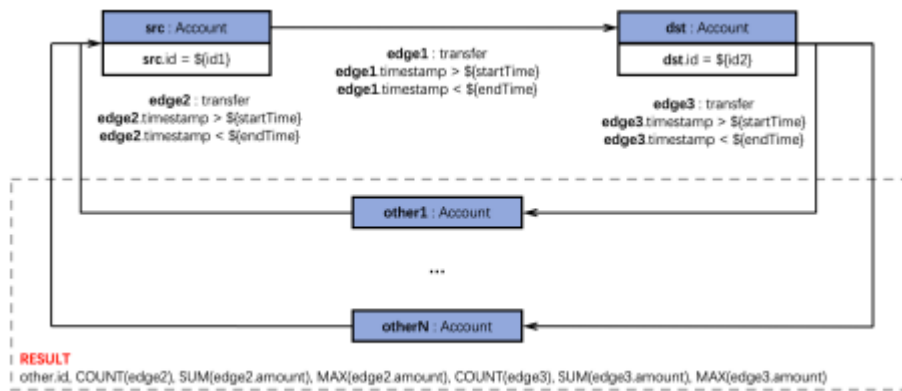 src : Account
src.id = ${id1}
edge1 : transfer
edge1.timestamp > ${startTime}
edge1.timestamp < ${endTime}
dst : Account
dst.id = ${id2}
edge2 : transfer
edge2.timestamp > ${startTime}
edge2.timestamp < ${endTime}
edge3 : transfer
edge3.timestamp > ${startTime}
edge3.timestamp < ${endTime}
other1 : Account
...
otherN : Account
RESULT
other.id, COUNT(edge2), SUM(edge2.amount), MAX(edge2.amount), COUNT(edge3), SUM(edge3.amount), MAX(edge3.amount)